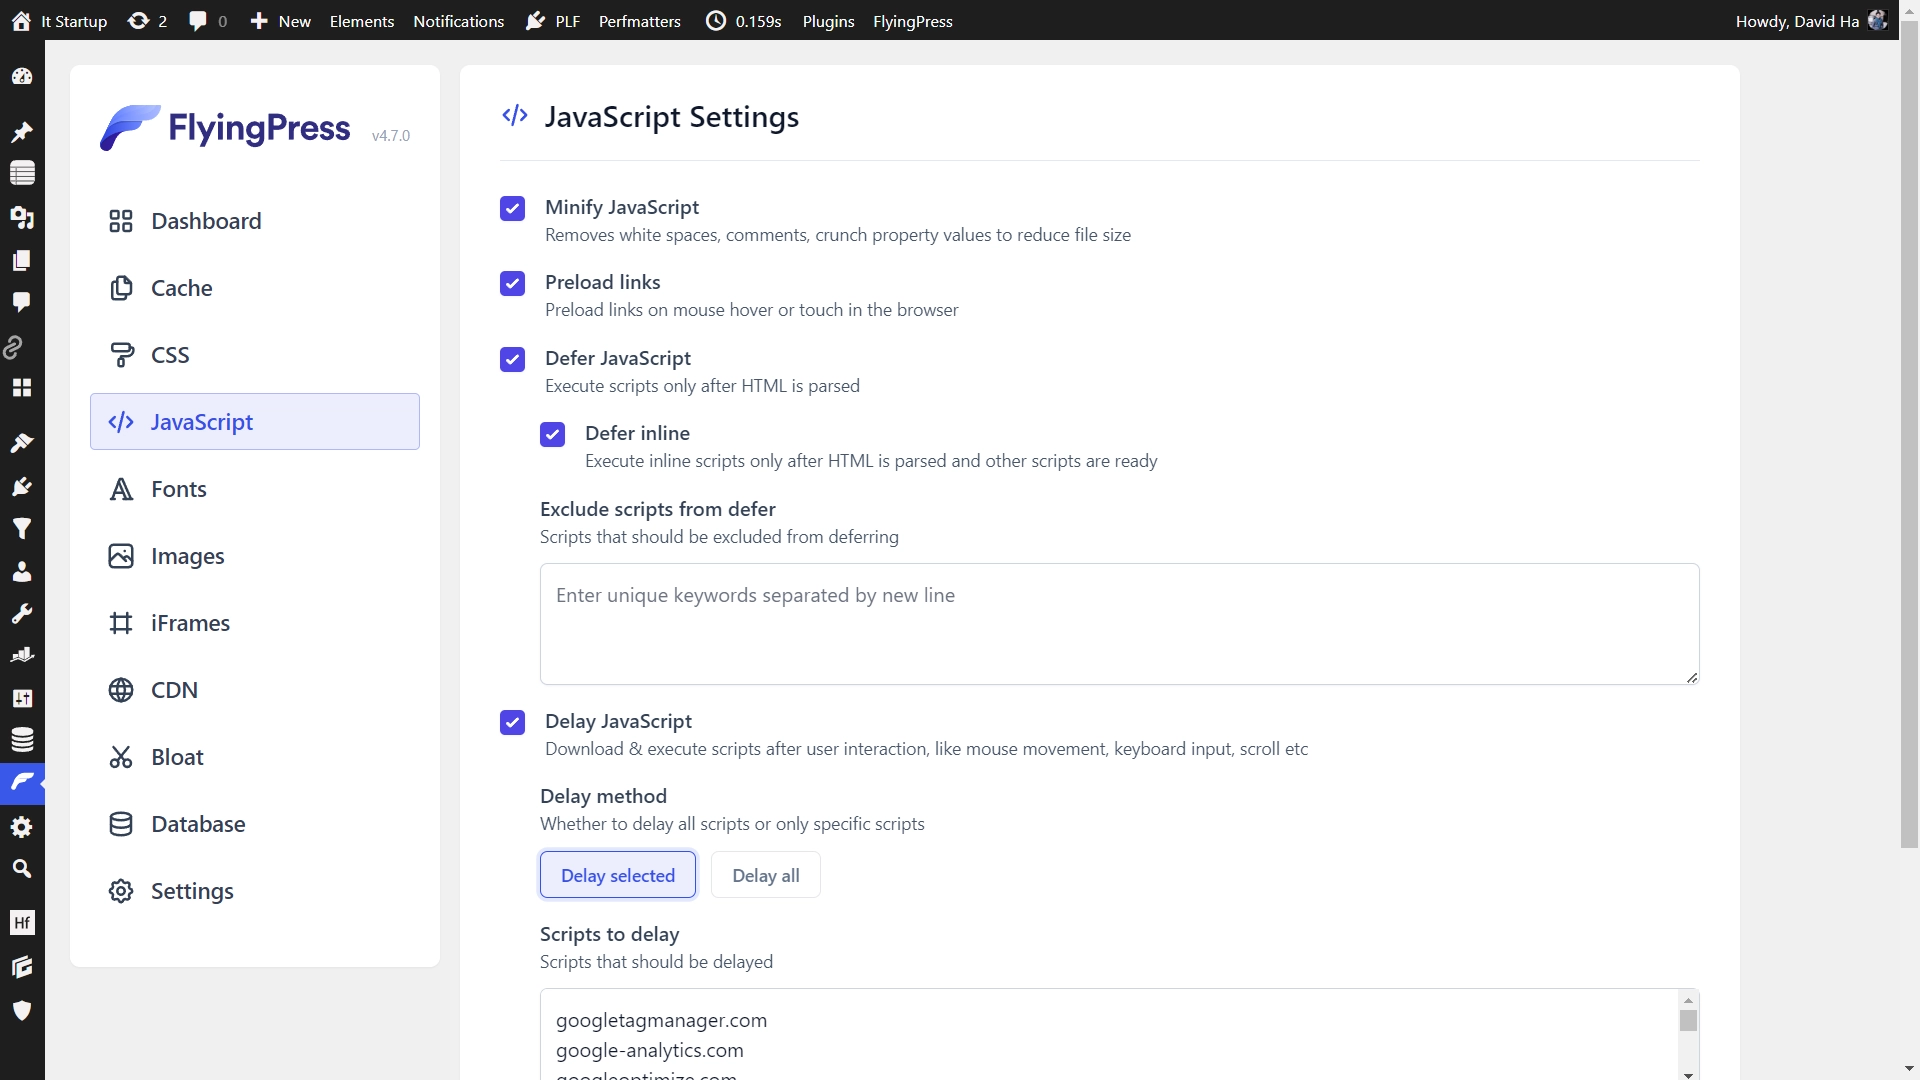 It Startup 2 0 New Elements Notifications PLF Perfmatters 0.159s Plugins FlyingPress Howdy, David Ha
FlyingPress v4.7.0
Dashboard
Cache
CSS
JavaScript
Fonts
Images
iFrames
CDN
Bloat
Database
Settings
Hf
JavaScript Settings
Minify JavaScript
Removes white spaces, comments, crunch property values to reduce file size
Preload links
Preload links on mouse hover or touch in the browser
Defer JavaScript
Execute scripts only after HTML is parsed
Defer inline
Execute inline scripts only after HTML is parsed and other scripts are ready
Exclude scripts from defer
Scripts that should be excluded from deferring
Enter unique keywords separated by new line
Delay JavaScript
Download & execute scripts after user interaction, like mouse movement, keyboard input, scroll etc
Delay method
Whether to delay all scripts or only specific scripts
Delay selected Delay all
Scripts to delay
Scripts that should be delayed
googletagmanager.com
google-analytics.com
googleoptimize.com